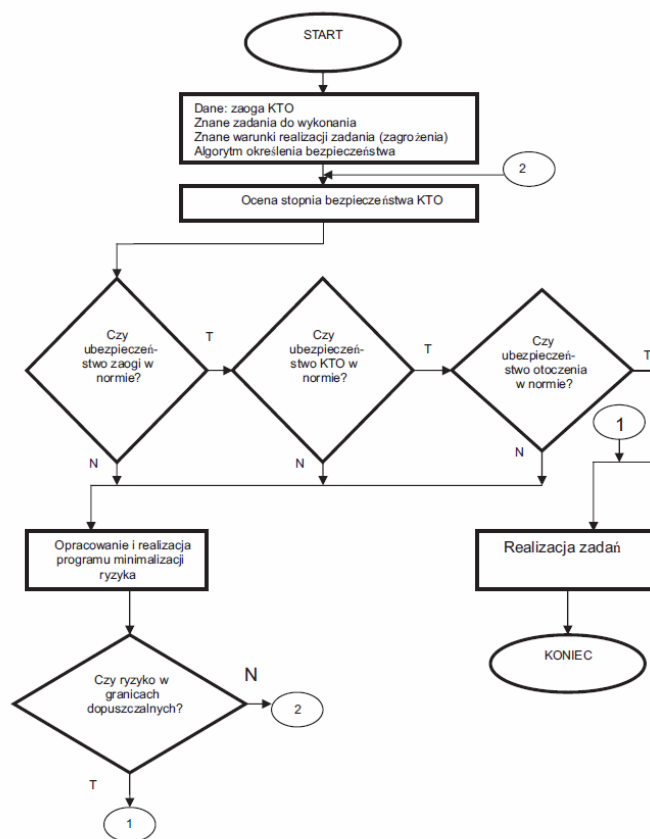 START
Dane: zaoga KTO
Znane zadania do wykonania
Znane warunki realizacji zadania (zagrożenia)
Algorytm określenia bezpieczeństwa
2
Ocena stopnia bezpieczeństwa KTO
Czy
ubezpieczeń-
stwo zaogi w
normie?
T
Czy
ubezpieczeń-
stwo KTO w
normie?
T
Czy
ubezpieczeń-
stwo otoczenia
w normie?
T
1
N
N
N
Opracowanie i realizacja
programu minimalizacji
ryzyka
Realizacja zadań
Czy ryzyko w
granicach
dopuszczalnych?
N
2
KONIEC
T
1